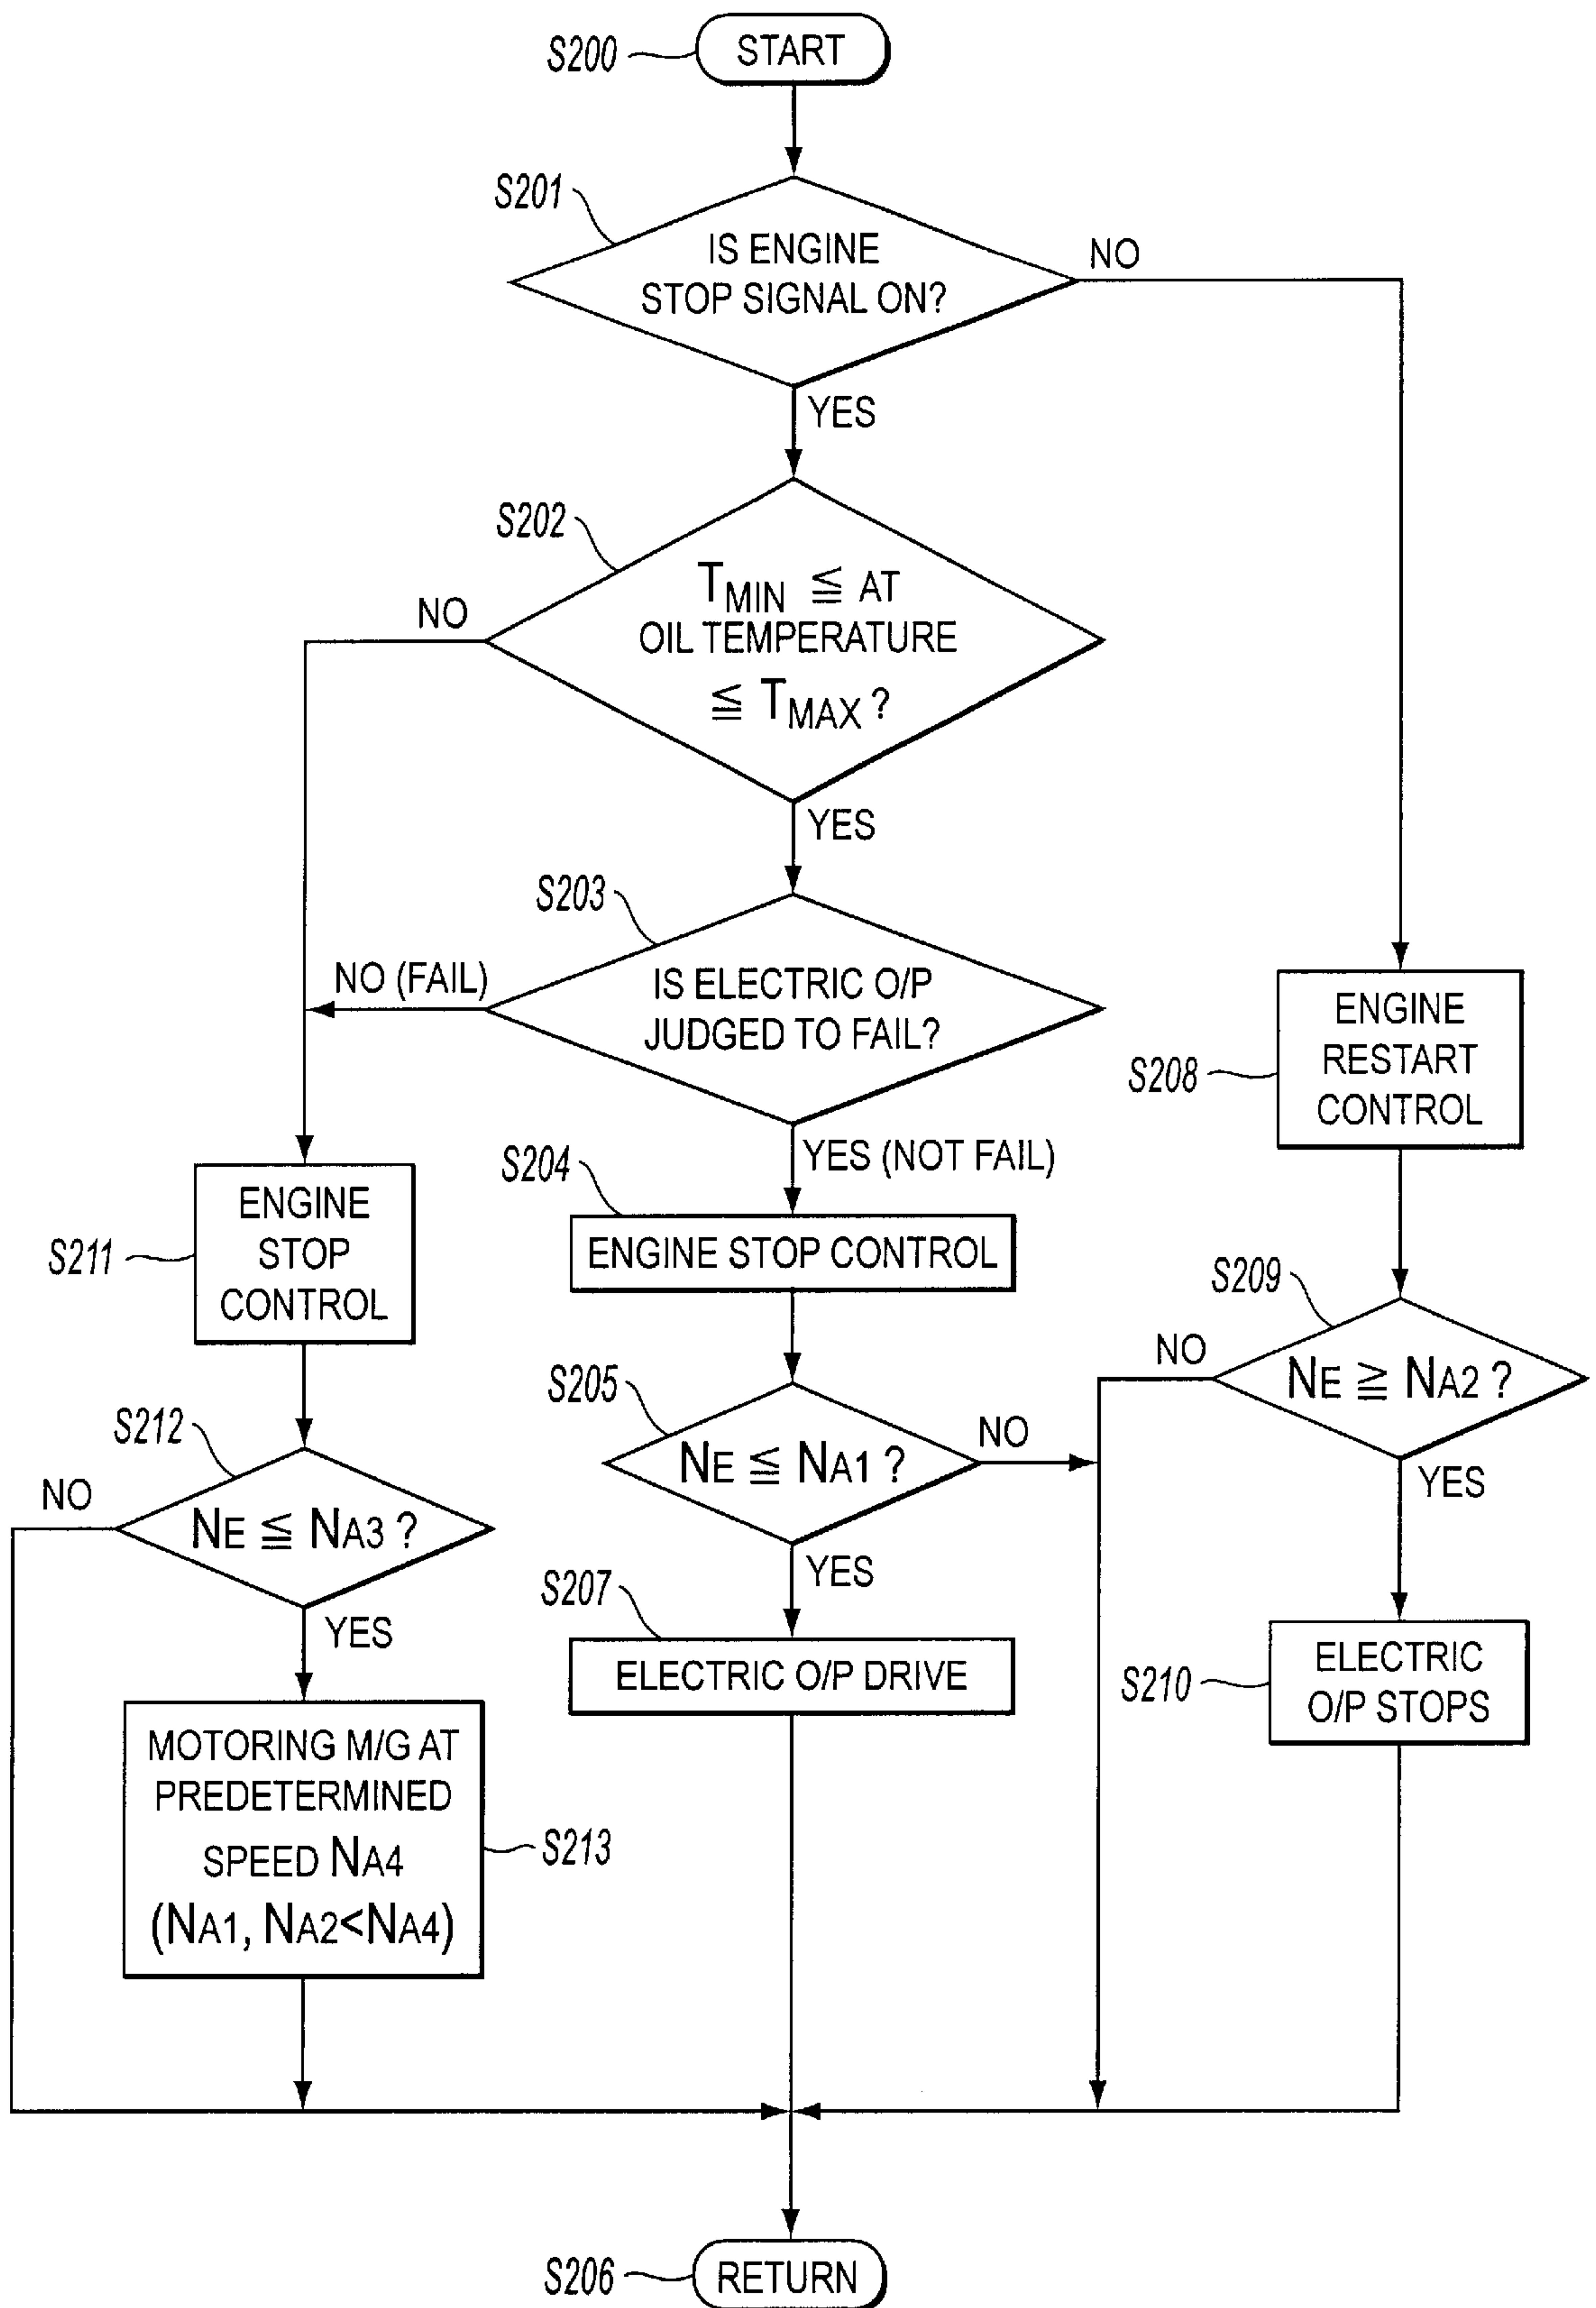 S200
START
S201
IS ENGINE
STOP SIGNAL ON?
NO
YES
S202
TMIN ≦ AT
OIL TEMPERATURE
≦ TMAX ?
NO
YES
S203
IS ELECTRIC O/P
JUDGED TO FAIL?
NO (FAIL)
YES (NOT FAIL)
S208
ENGINE
RESTART
CONTROL
S204
ENGINE STOP CONTROL
S211
ENGINE
STOP
CONTROL
S209
NE ≧ NA2 ?
NO
YES
S205
NE ≦ NA1 ?
NO
YES
S212
NE ≦ NA3 ?
NO
YES
S207
ELECTRIC O/P DRIVE
S210
ELECTRIC
O/P STOPS
MOTORING M/G AT
PREDETERMINED
SPEED NA4
(NA1, NA2<NA4)
S213
S206
RETURN